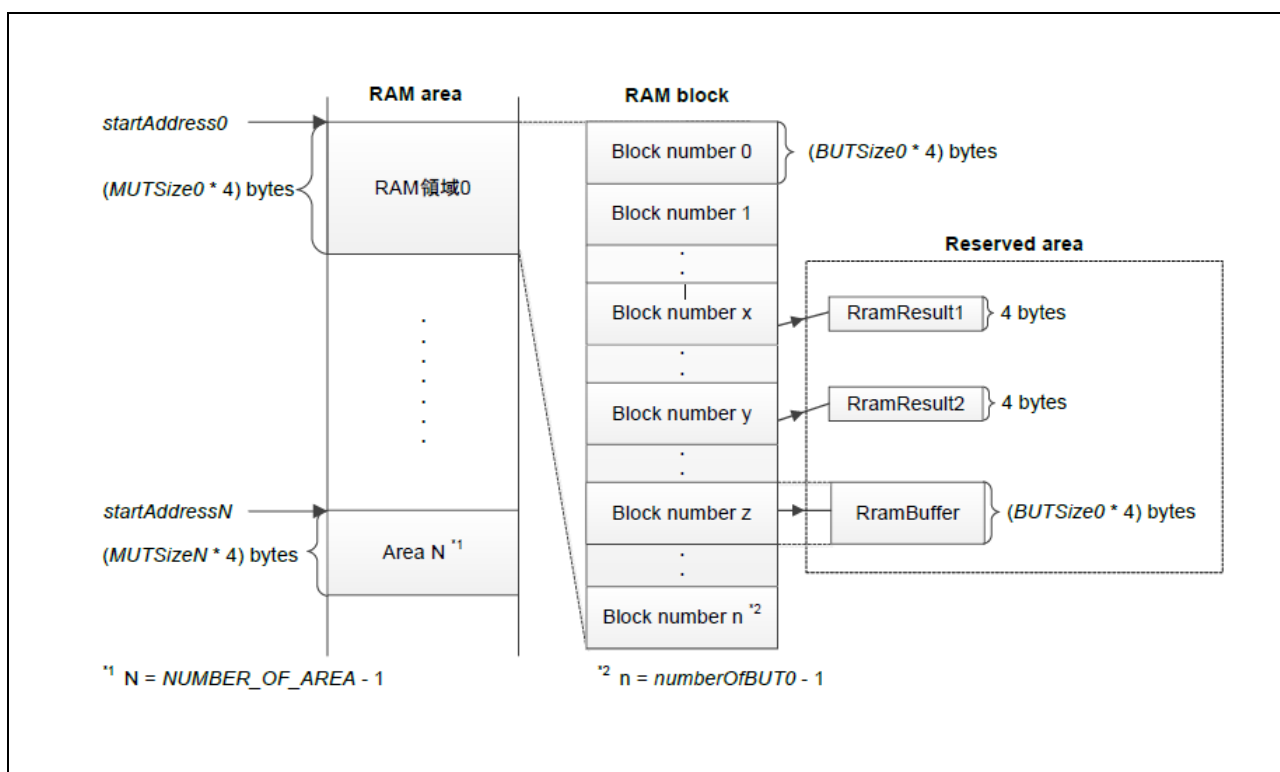 RAM area
RAM block
startAddress0
(MUTSize0 * 4) bytes
RAM領域0
Block number 0
(BUTSize0 * 4) bytes
Block number 1
Reserved area
Block number x
RramResult1
4 bytes
Block number y
RramResult2
4 bytes
startAddressN
(MUTSizeN * 4) bytes
Area N *1
Block number z
RramBuffer
(BUTSize0 * 4) bytes
Block number n *2
*1 N = NUMBER_OF_AREA - 1
*2 n = numberOfBUT0 - 1